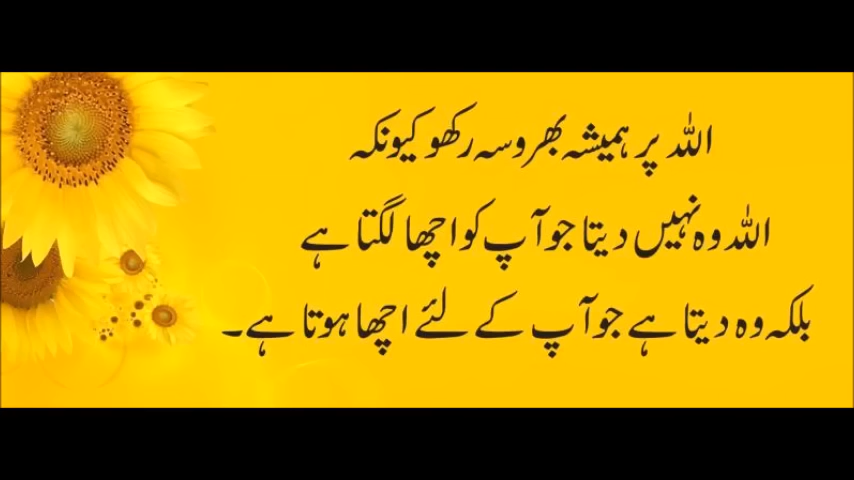 اللہ پر ہمیشہ بھروسہ رکھو کیونکہ
اللہ وہ نہیں دیتا جو آپ کو اچھا لگتا ہے
بلکہ وہ دیتا ہے جو آپ کے لئے اچھا ہوتا ہے۔